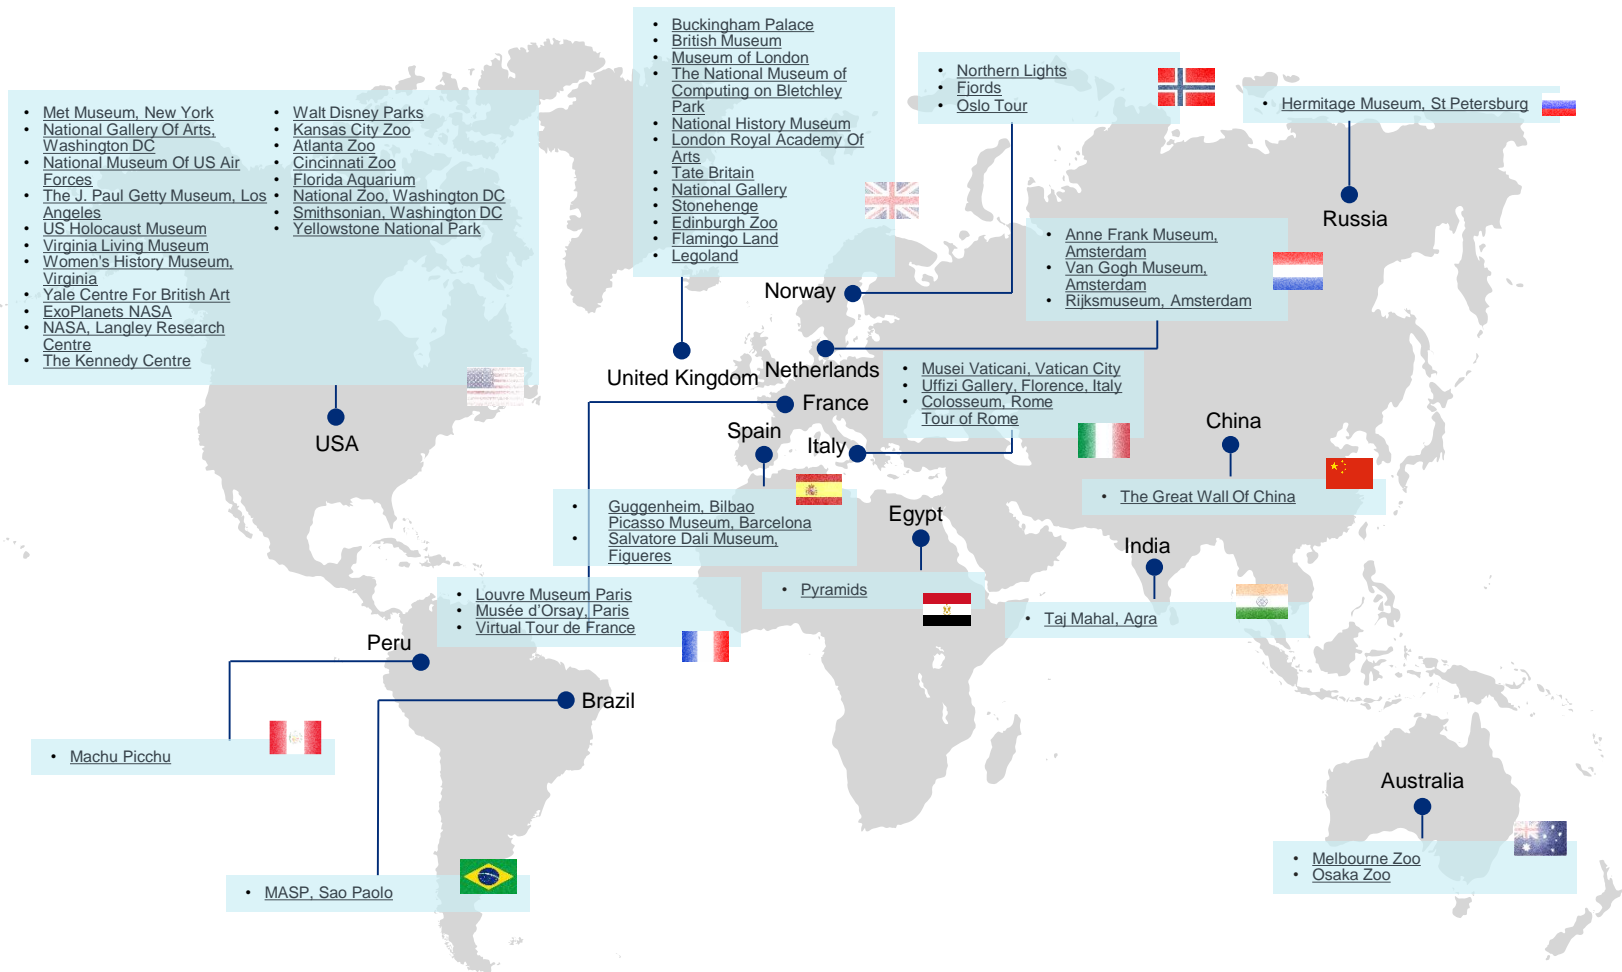 • Met Museum, New York
• National Gallery Of Arts,
Washington DC
• National Museum Of US Air
Forces
• The J. Paul Getty Museum, Los
Angeles
• US Holocaust Museum
• Virginia Living Museum
• Women's History Museum,
Virginia
• Yale Centre For British Art
• ExoPlanets NASA
• NASA, Langley Research
Centre
• The Kennedy Centre
• Walt Disney Parks
• Kansas City Zoo
• Atlanta Zoo
• Cincinnati Zoo
• Florida Aquarium
• National Zoo, Washington DC
• Smithsonian, Washington DC
• Yellowstone National Park
USA
• Buckingham Palace
• British Museum
• Museum of London
• The National Museum of
Computing on Bletchley
Park
• National History Museum
• London Royal Academy Of
Arts
• Tate Britain
• National Gallery
• Stonehenge
• Edinburgh Zoo
• Flamingo Land
• Legoland
United Kingdom
• Northern Lights
• Fjords
• Oslo Tour
Norway
• Hermitage Museum, St Petersburg
Russia
• Anne Frank Museum,
Amsterdam
• Van Gogh Museum,
Amsterdam
• Rijksmuseum, Amsterdam
Netherlands
• Musei Vaticani, Vatican City
• Uffizi Gallery, Florence, Italy
• Colosseum, Rome
Tour of Rome
Italy
France
Spain
• Guggenheim, Bilbao
Picasso Museum, Barcelona
• Salvatore Dali Museum,
Figueres
• Louvre Museum Paris
• Musée d’Orsay, Paris
• Virtual Tour de France
China
• The Great Wall Of China
Egypt
• Pyramids
India
• Taj Mahal, Agra
Peru
• Machu Picchu
Brazil
• MASP, Sao Paolo
Australia
• Melbourne Zoo
• Osaka Zoo